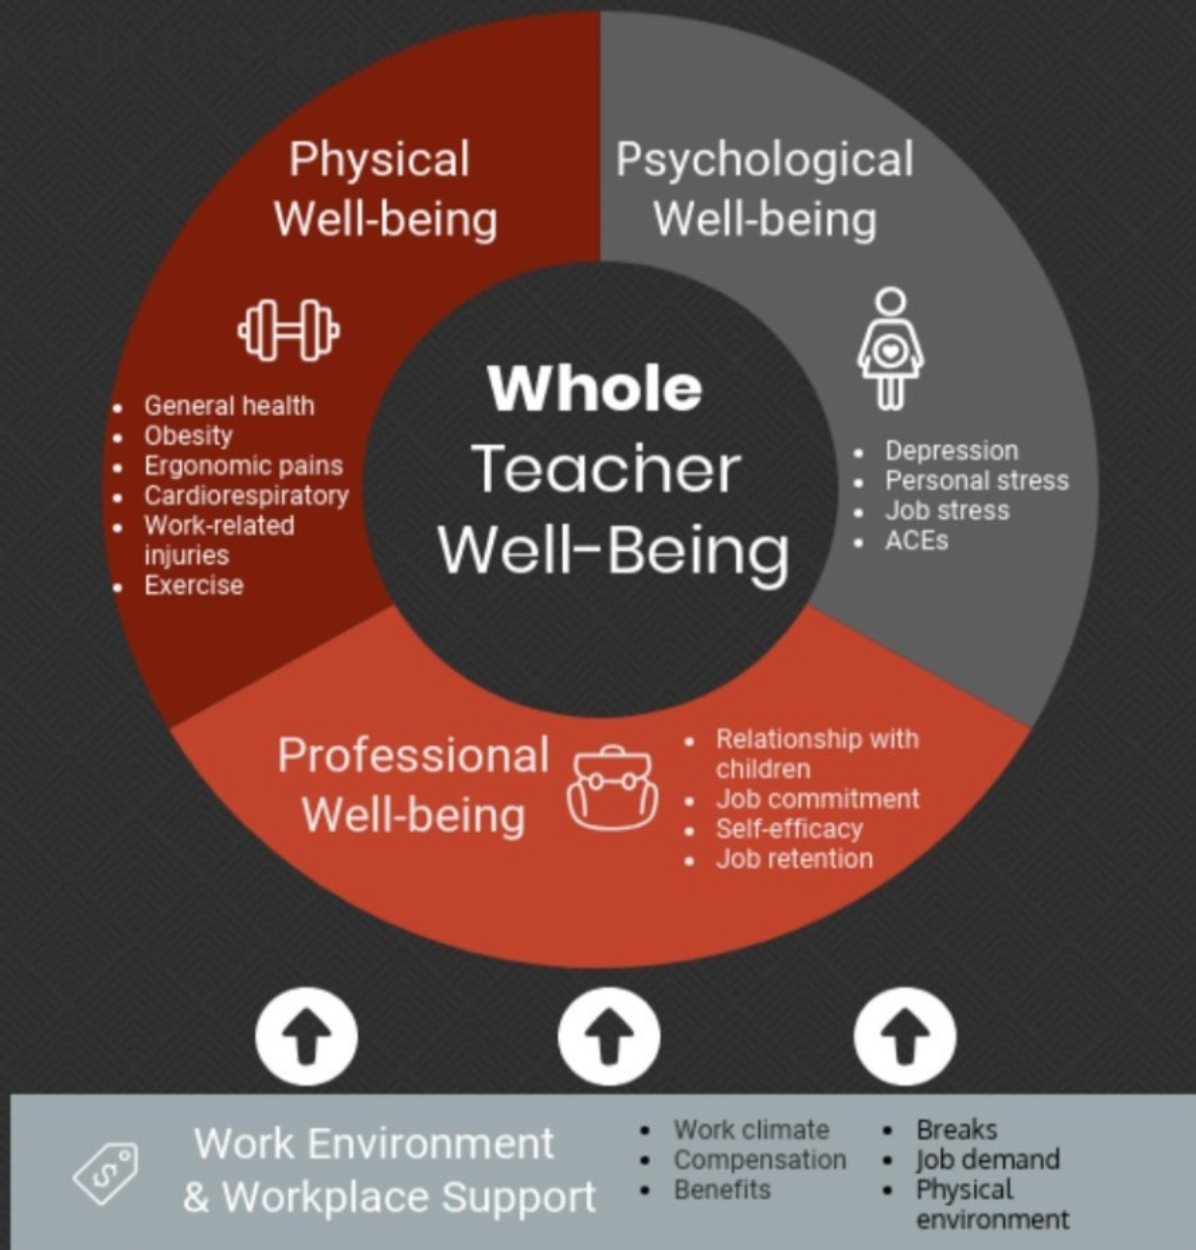 Physical
Well-being
General health
Obesity
Ergonomic pains
Cardiorespiratory
Work-related
injuries
Exercise
Psychological
Well-being
Depression
Personal stress
Job stress
ACEs
Whole
Teacher
Well-Being
Professional
Well-being
Relationship with
children
Job commitment
Self-efficacy
Job retention
Work Environment
& Workplace Support
Work climate
Compensation
Benefits
Breaks
Job demand
Physical
environment